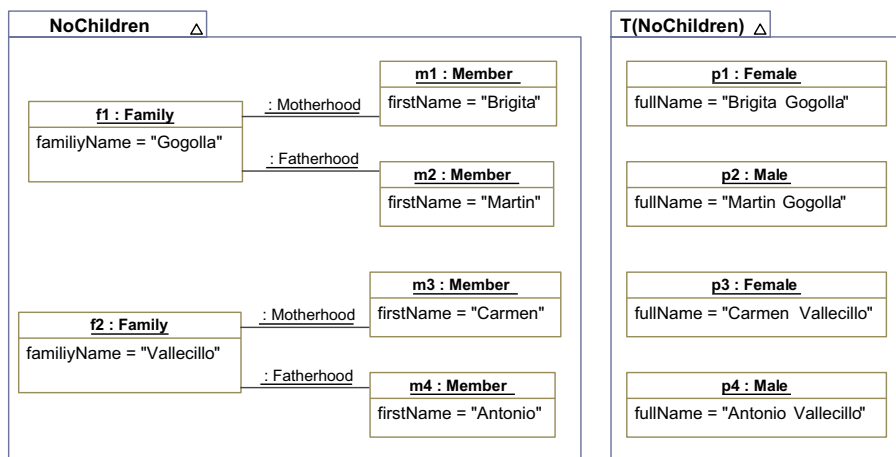 NoChildren
T(NoChildren)
m1 : Member
firstName = "Brigita"
: Motherhood
f1 : Family
familiyName = "Gogolla"
: Fatherhood
m2 : Member
firstName = "Martin"
m3 : Member
firstName = "Carmen"
: Motherhood
f2 : Family
familiyName = "Vallecillo"
: Fatherhood
m4 : Member
firstName = "Antonio"
p1 : Female
fullName = "Brigita Gogolla"
p2 : Male
fullName = "Martin Gogolla"
p3 : Female
fullName = "Carmen Vallecillo"
p4 : Male
fullName = "Antonio Vallecillo"